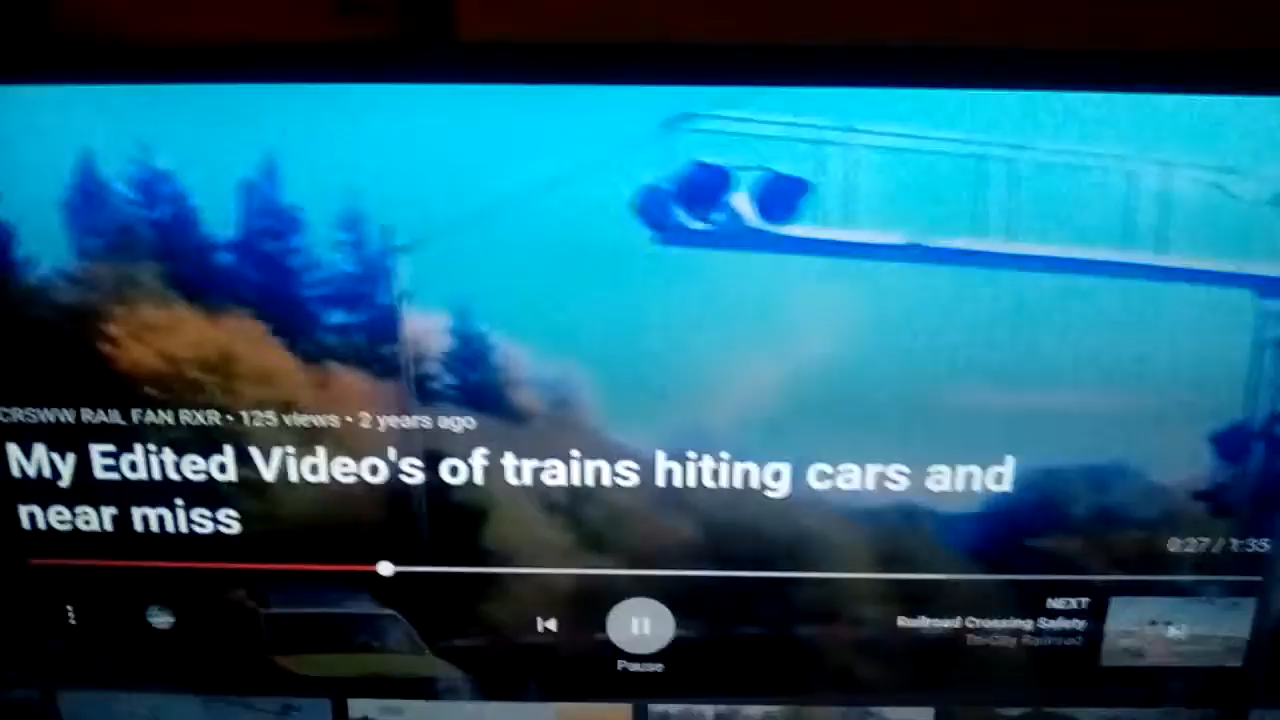 CRSWW RAIL FAN RXR • 125 views • 2 years ago
My Edited Video's of trains hiting cars and
near miss
0:27 / 1:35
NEXT
Railroad Crossing Safety
Railroad
Pause